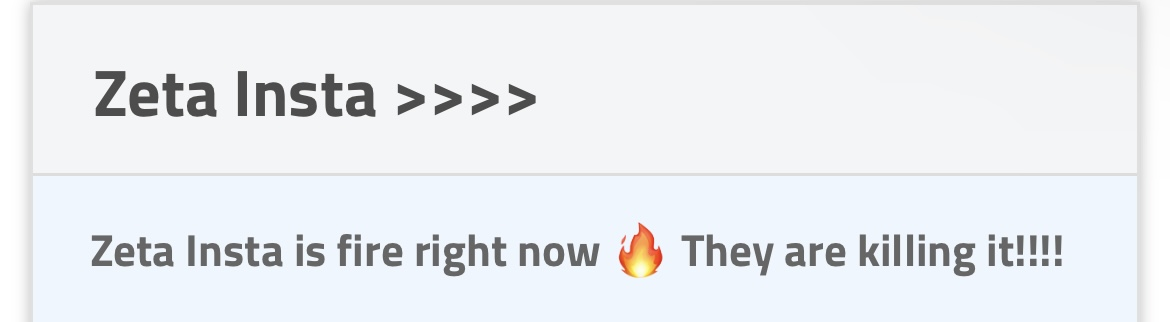 Zeta Insta >>>>
Zeta Insta is fire right now 🔥 They are killing it!!!!